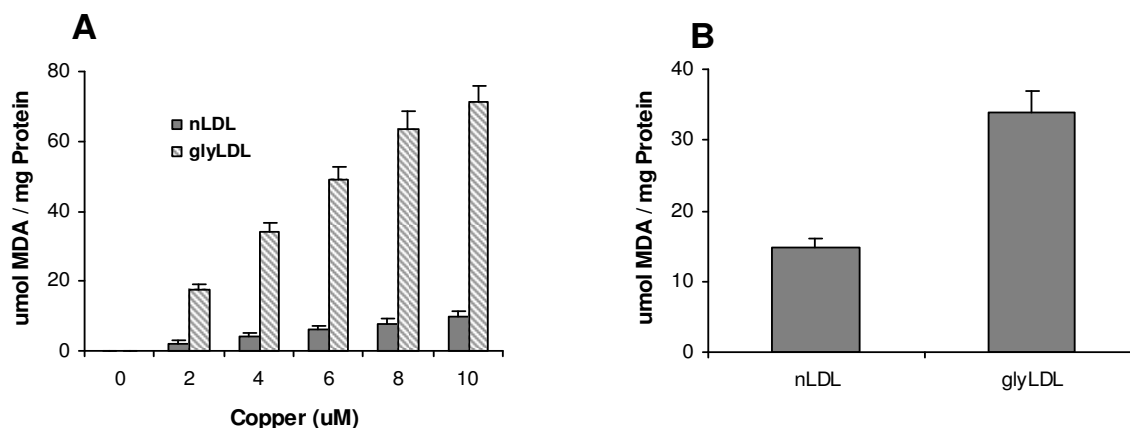 A
umol MDA / mg Protein
80
60
40
20
0
nLDL
glyLDL
0 2 4 6 8 10
Copper (uM)
B
umol MDA / mg Protein
40
30
20
10
0
nLDL glyLDL